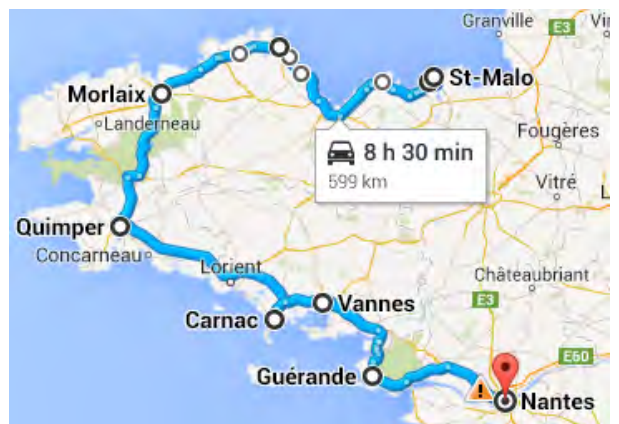 Granville
E3
St-Malo
Morlaix
Landerneau
Fougères
8 h 30 min
599 km
Vitré
Quimper
Concarneau
Lorient
Châteaubriant
Vannes
E3
Carnac
E60
Guérande
Nantes